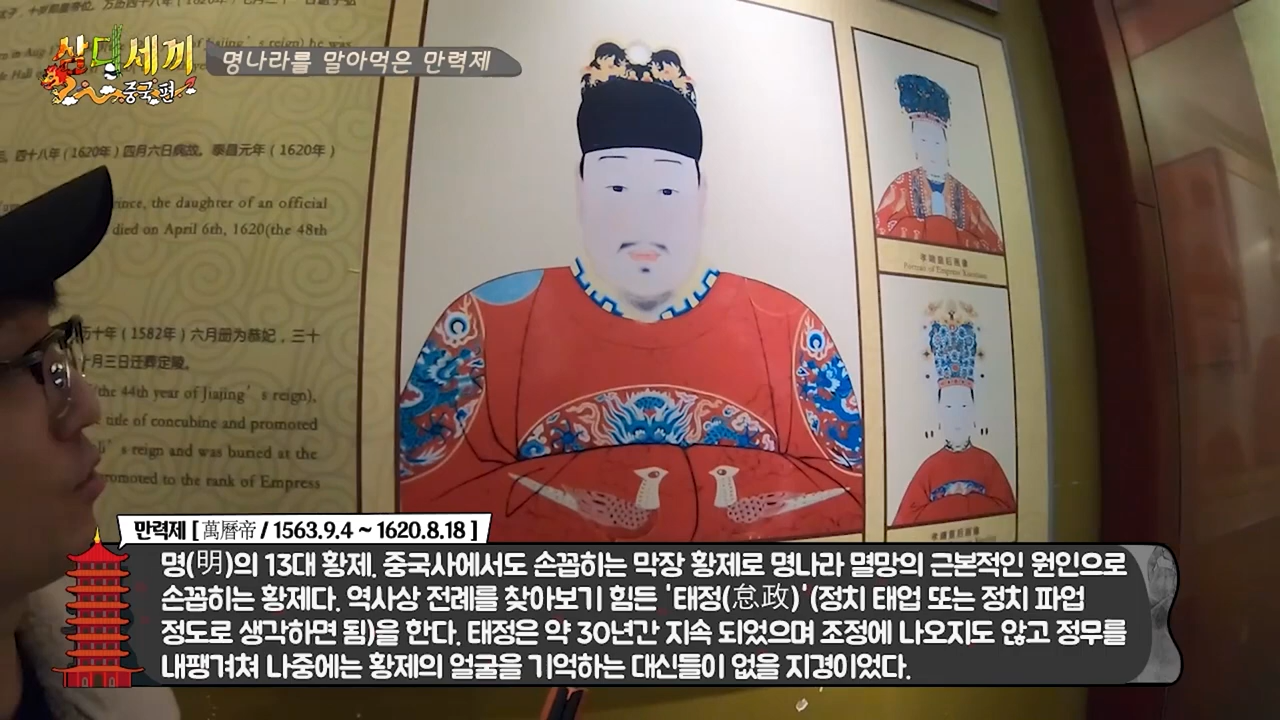 삼디세끼
중국편
명나라를 말아먹은 만력제
四十八年（1620年）四月六日病故。泰昌元年（1620年）
rince, the daughter of an official
died on April 6th, 1620(the 48th
十年（1582年）六月册为恭妃，三十
月三日迁葬定陵。
(the 44th year of Jiajing's reign),
title of concubine and promoted
s reign and was buried at the
romoted to the rank of Empress
만력제 [ 萬曆帝 / 1563.9.4 ~ 1620.8.18 ]
명(明)의 13대 황제. 중국사에서도 손꼽히는 막장 황제로 명나라 멸망의 근본적인 원인으로
손꼽히는 황제다. 역사상 전례를 찾아보기 힘든 '태정(怠政)'(정치 태업 또는 정치 파업
정도로 생각하면 됨)을 한다. 태정은 약 30년간 지속 되었으며 조정에 나오지도 않고 정무를
내팽겨쳐 나중에는 황제의 얼굴을 기억하는 대신들이 없을 지경이었다.